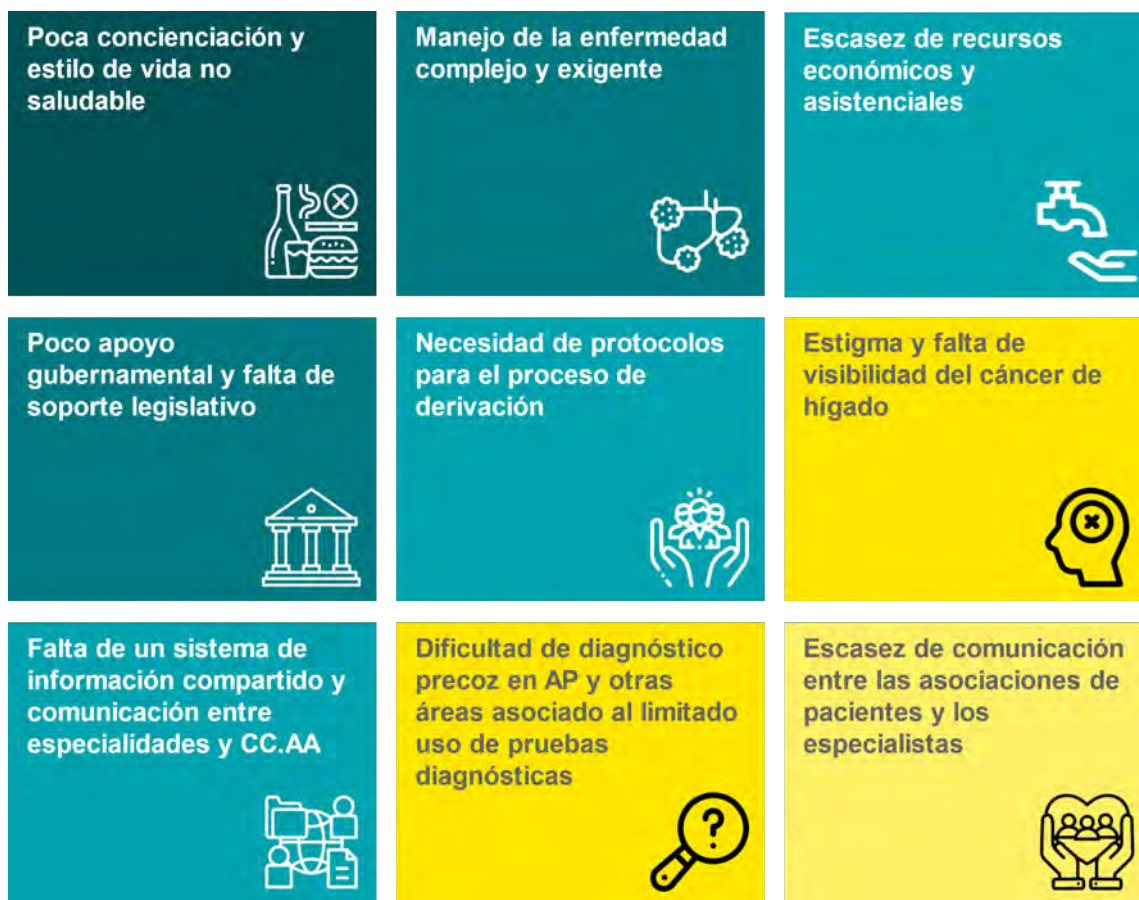 Poca concienciación y
estilo de vida no
saludable
Manejo de la enfermedad
complejo y exigente
Escasez de recursos
económicos y
asistenciales
Poco apoyo
gubernamental y falta de
soporte legislativo
Necesidad de protocolos
para el proceso de
derivación
Estigma y falta de
visibilidad del cáncer de
hígado
Falta de un sistema de
información compartido y
comunicación entre
especialidades y CC.AA
Dificultad de diagnóstico
precoz en AP y otras
áreas asociado al limitado
uso de pruebas
diagnósticas
Escasez de comunicación
entre las asociaciones de
pacientes y los
especialistas